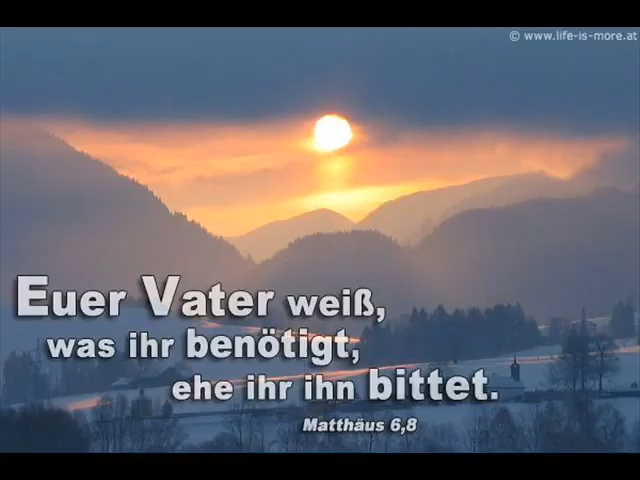 © www.life-is-more.at
Euer Vater weiß,
was ihr benötigt,
ehe ihr ihn bittet.
Matthäus 6,8